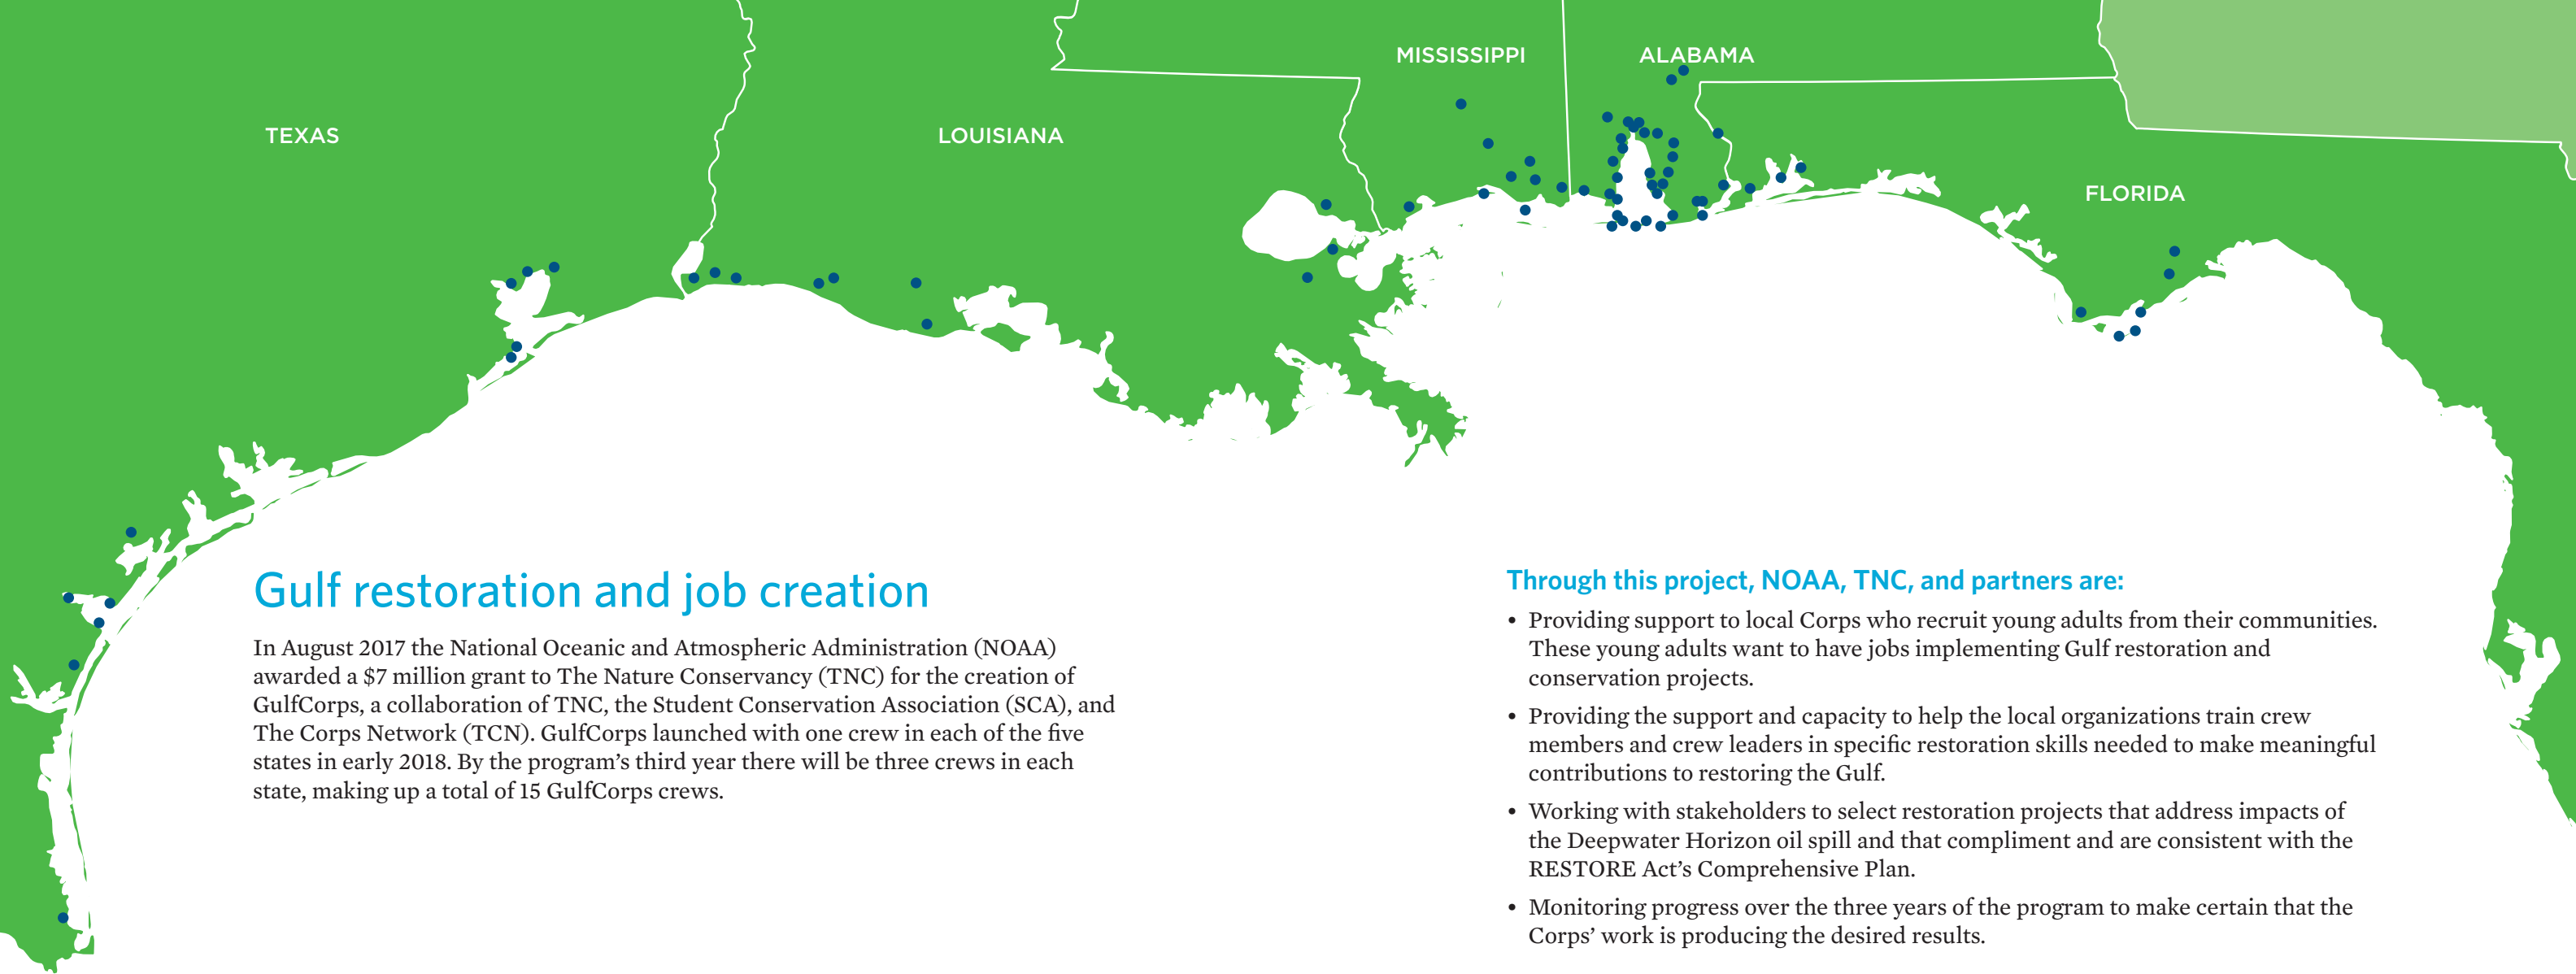 MISSISSIPPI
ALABAMA
TEXAS
LOUISIANA
FLORIDA
Gulf restoration and job creation
In August 2017 the National Oceanic and Atmospheric Administration (NOAA)
awarded a $7 million grant to The Nature Conservancy (TNC) for the creation of
GulfCorps, a collaboration of TNC, the Student Conservation Association (SCA), and
The Corps Network (TCN). GulfCorps launched with one crew in each of the five
states in early 2018. By the program’s third year there will be three crews in each
state, making up a total of 15 GulfCorps crews.
Through this project, NOAA, TNC, and partners are:
• Providing support to local Corps who recruit young adults from their communities.
These young adults want to have jobs implementing Gulf restoration and
conservation projects.
• Providing the support and capacity to help the local organizations train crew
members and crew leaders in specific restoration skills needed to make meaningful
contributions to restoring the Gulf.
• Working with stakeholders to select restoration projects that address impacts of
the Deepwater Horizon oil spill and that compliment and are consistent with the
RESTORE Act’s Comprehensive Plan.
• Monitoring progress over the three years of the program to make certain that the
Corps’ work is producing the desired results.